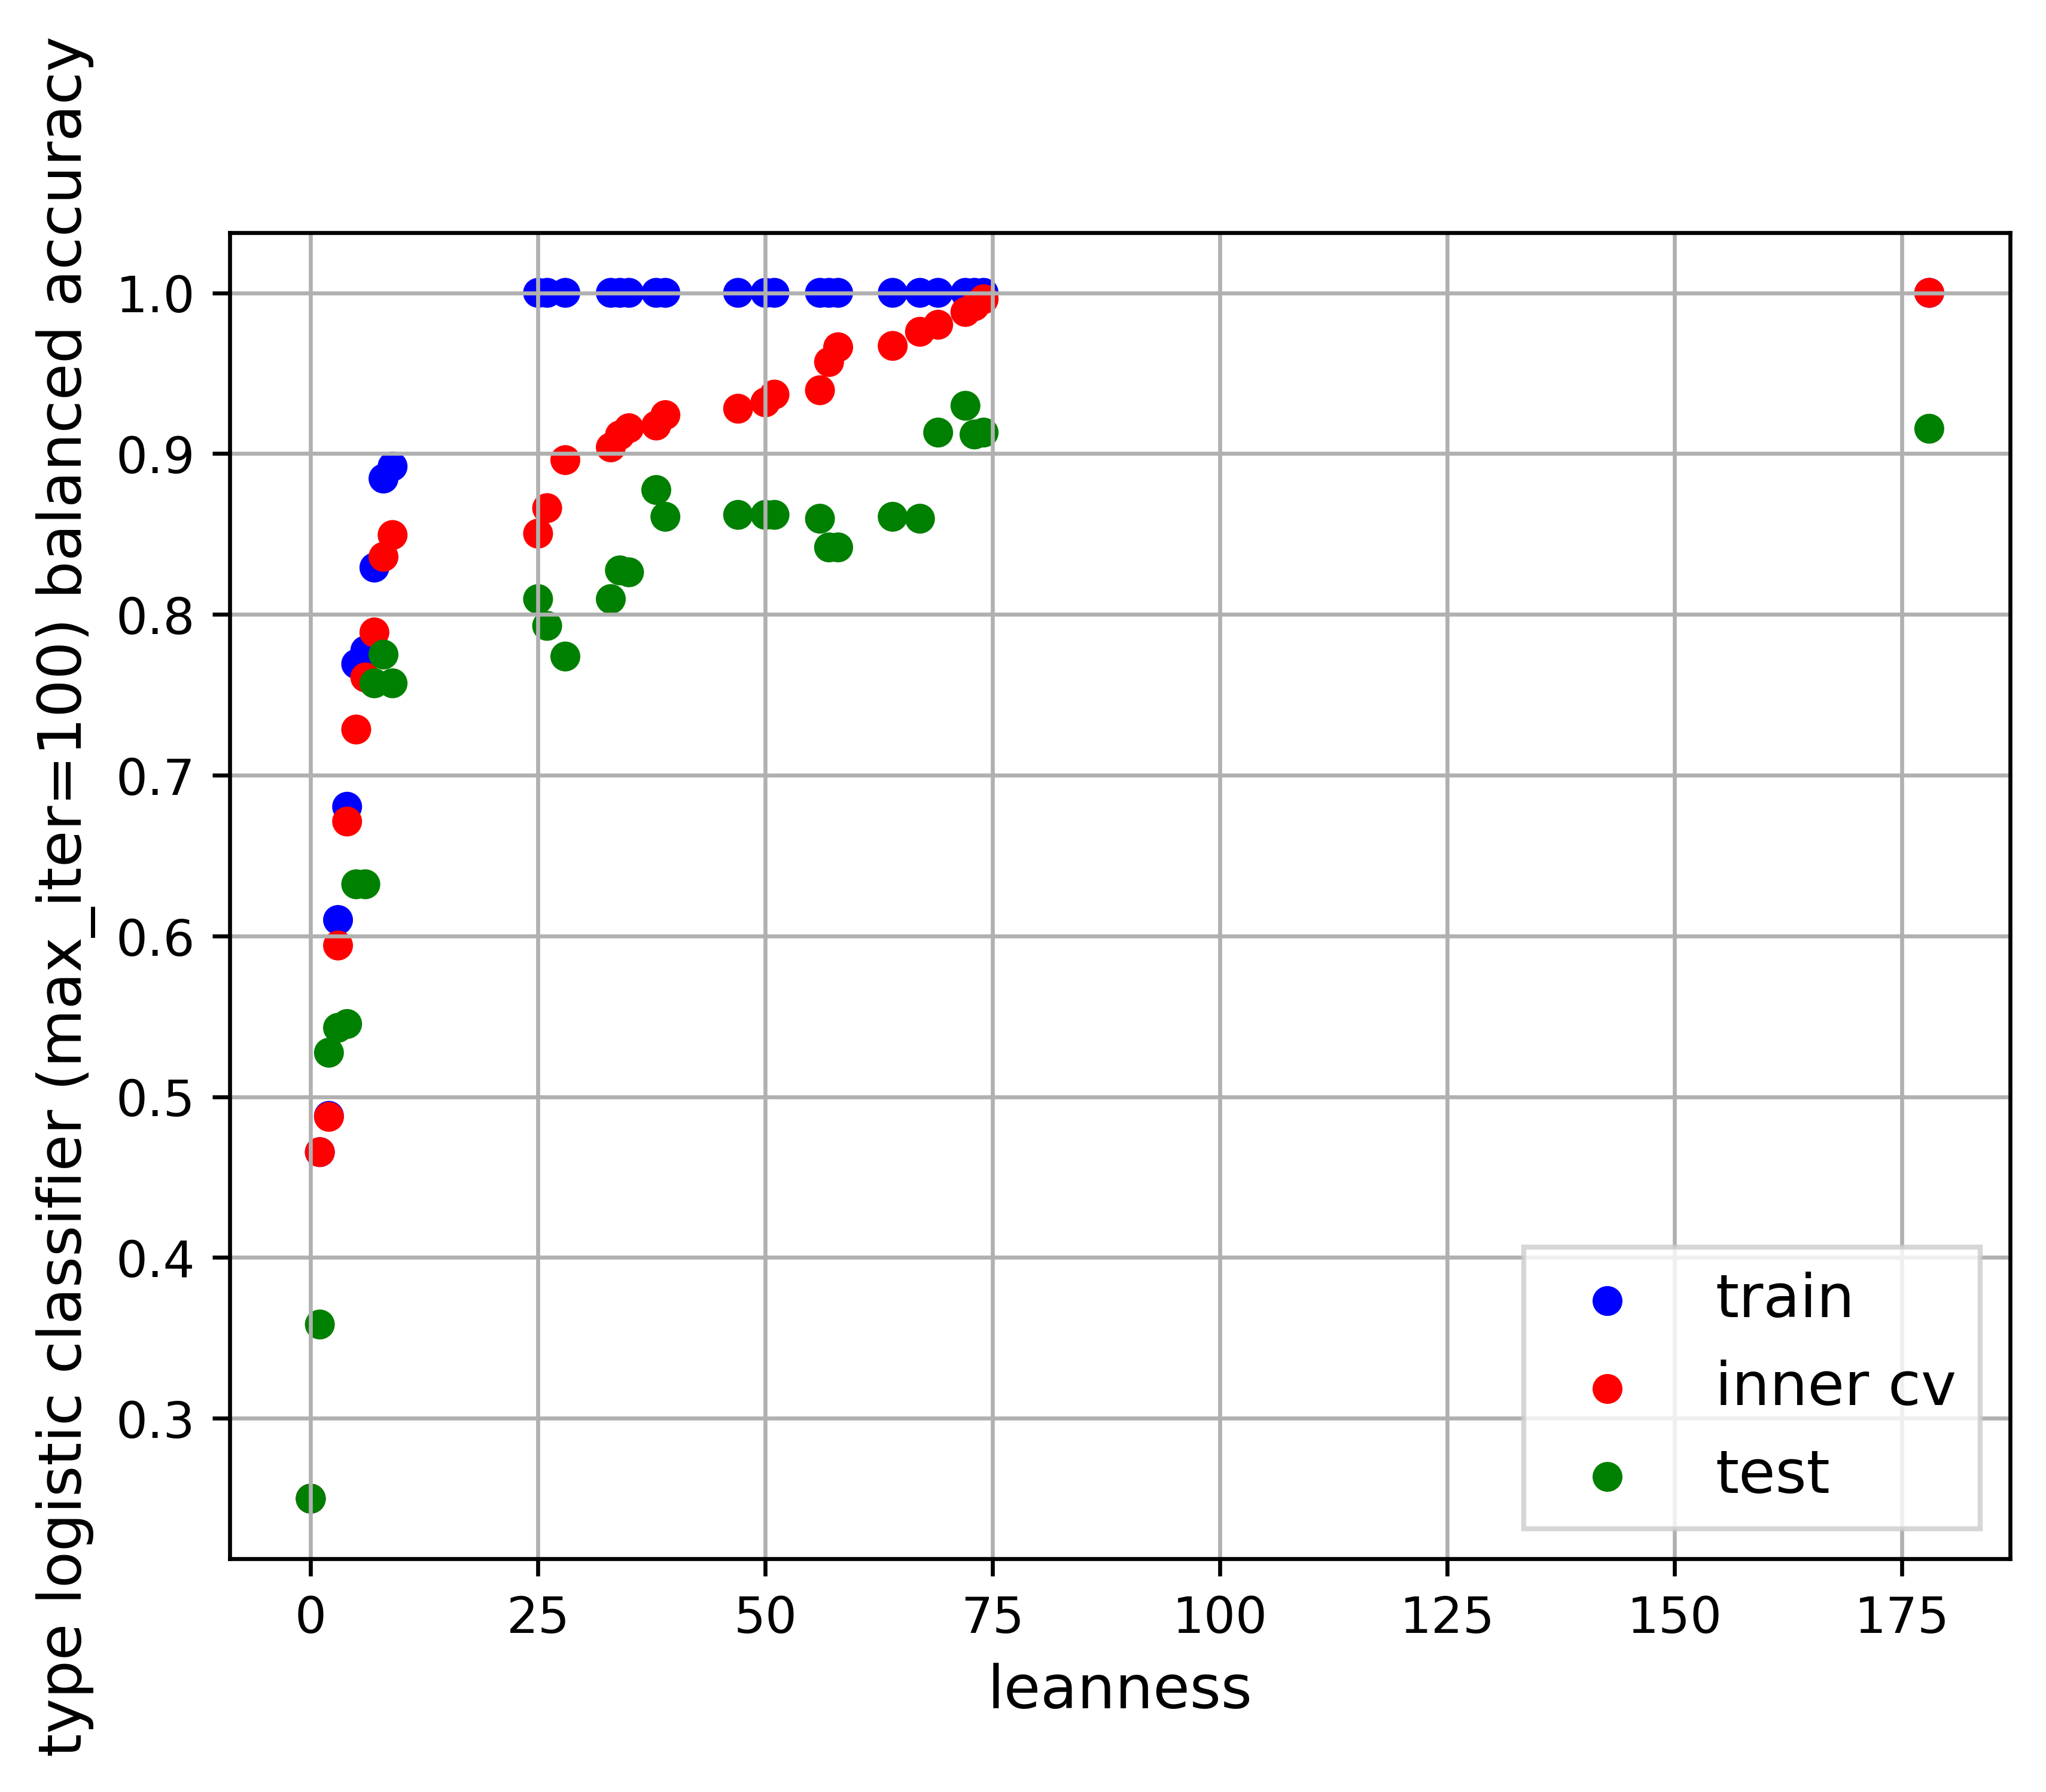 type logistic classifier (max_iter=100) balanced accuracy
1.0
0.9
0.8
0.7
0.6
0.5
0.4
0.3
0 25 50 75 100 125 150 175
leanness
train
inner cv
test